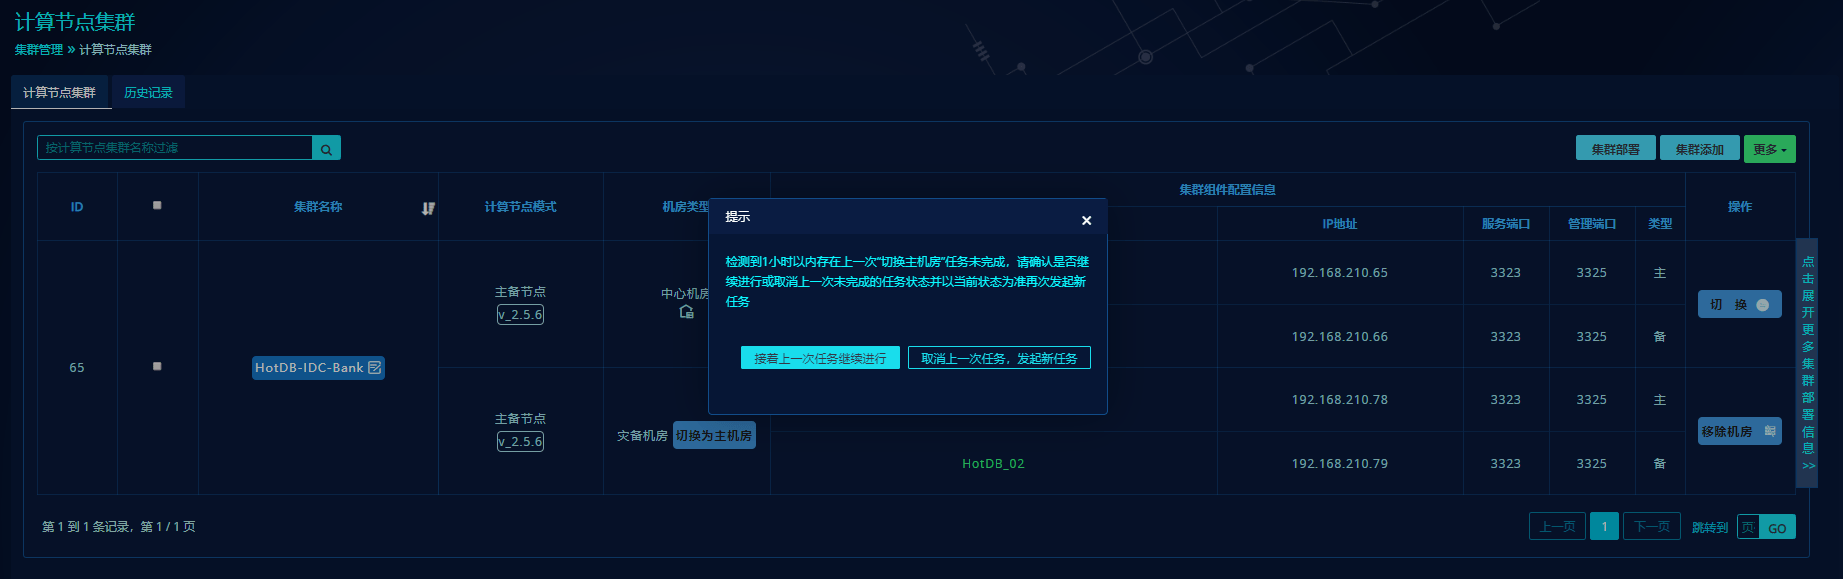 计算节点集群
集群管理 » 计算节点集群
计算节点集群
历史记录
按计算节点集群名称过滤
集群部署
集群添加
更多
ID
集群名称
计算节点模式
机房类型
集群组件配置信息
IP地址
服务端口
管理端口
类型
操作
65
HotDB-IDC-Bank
主备节点
v_2.5.6
中心机房
192.168.210.65
3323
3325
主
切 换
192.168.210.66
3323
3325
备
主备节点
v_2.5.6
灾备机房
切换为主机房
192.168.210.78
3323
3325
主
移除机房
HotDB_02
192.168.210.79
3323
3325
备
提示
×
检测到1小时以内存在上一次“切换主机房”任务未完成，请确认是否继
续进行或取消上一次未完成的任务状态并以当前状态为准再次发起新
任务
接着上一次任务继续进行
取消上一次任务，发起新任务
点击展开更多集群部署信息>>
第 1 到 1 条记录，第 1 / 1 页
上一页
1
下一页
跳转到
页
GO